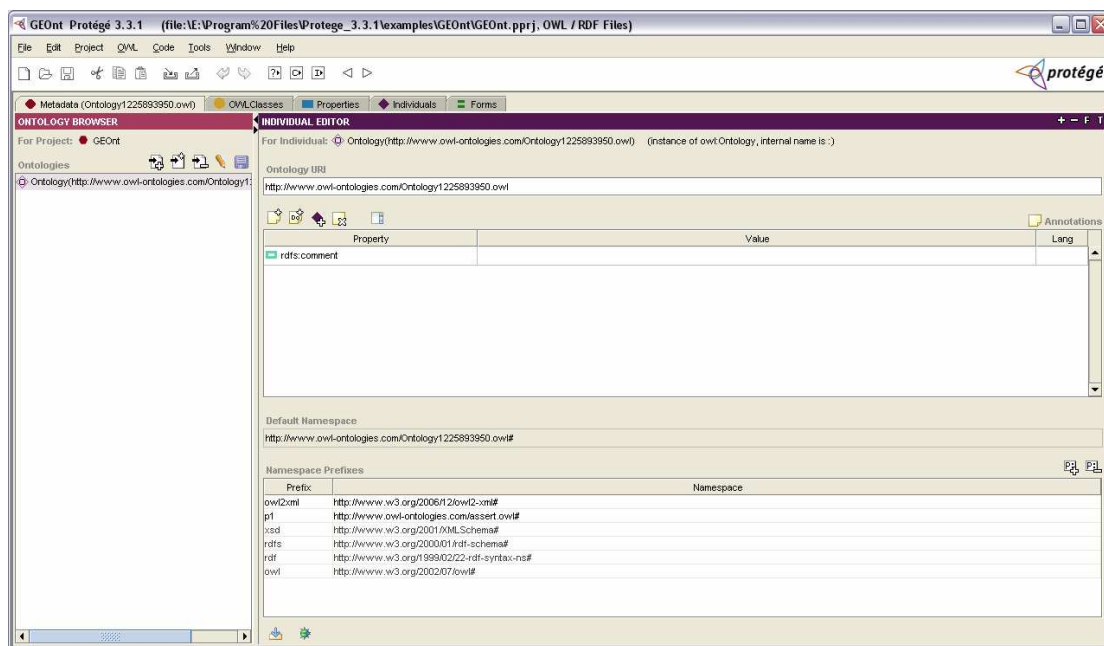 GEOnt Protégé 3.3.1 (file:\E:\Program%20Files\Protege_3.3.1\examples\GEOnt\GEOnt.pprj, OWL / RDF Files)
File Edit Project OWL Code Tools Window Help
protégé
Metadata (Ontology1225893950.owl) OWLClasses Properties Individuals Forms
ONTOLOGY BROWSER
For Project: GEOnt
Ontologies
Ontology(http://www.owl-ontologies.com/Ontology1
INDIVIDUAL EDITOR + − F T
For Individual: Ontology(http://www.owl-ontologies.com/Ontology1225893950.owl) (instance of owl:Ontology, internal name is :)
Ontology URI
http://www.owl-ontologies.com/Ontology1225893950.owl
Annotations
Property Value Lang
rdfs:comment
Default Namespace
http://www.owl-ontologies.com/Ontology1225893950.owl#
Namespace Prefixes
Prefix Namespace
owl2xml http://www.w3.org/2006/12/owl2-xml#
p1 http://www.owl-ontologies.com/assert.owl#
xsd http://www.w3.org/2001/XMLSchema#
rdfs http://www.w3.org/2000/01/rdf-schema#
rdf http://www.w3.org/1999/02/22-rdf-syntax-ns#
owl http://www.w3.org/2002/07/owl#